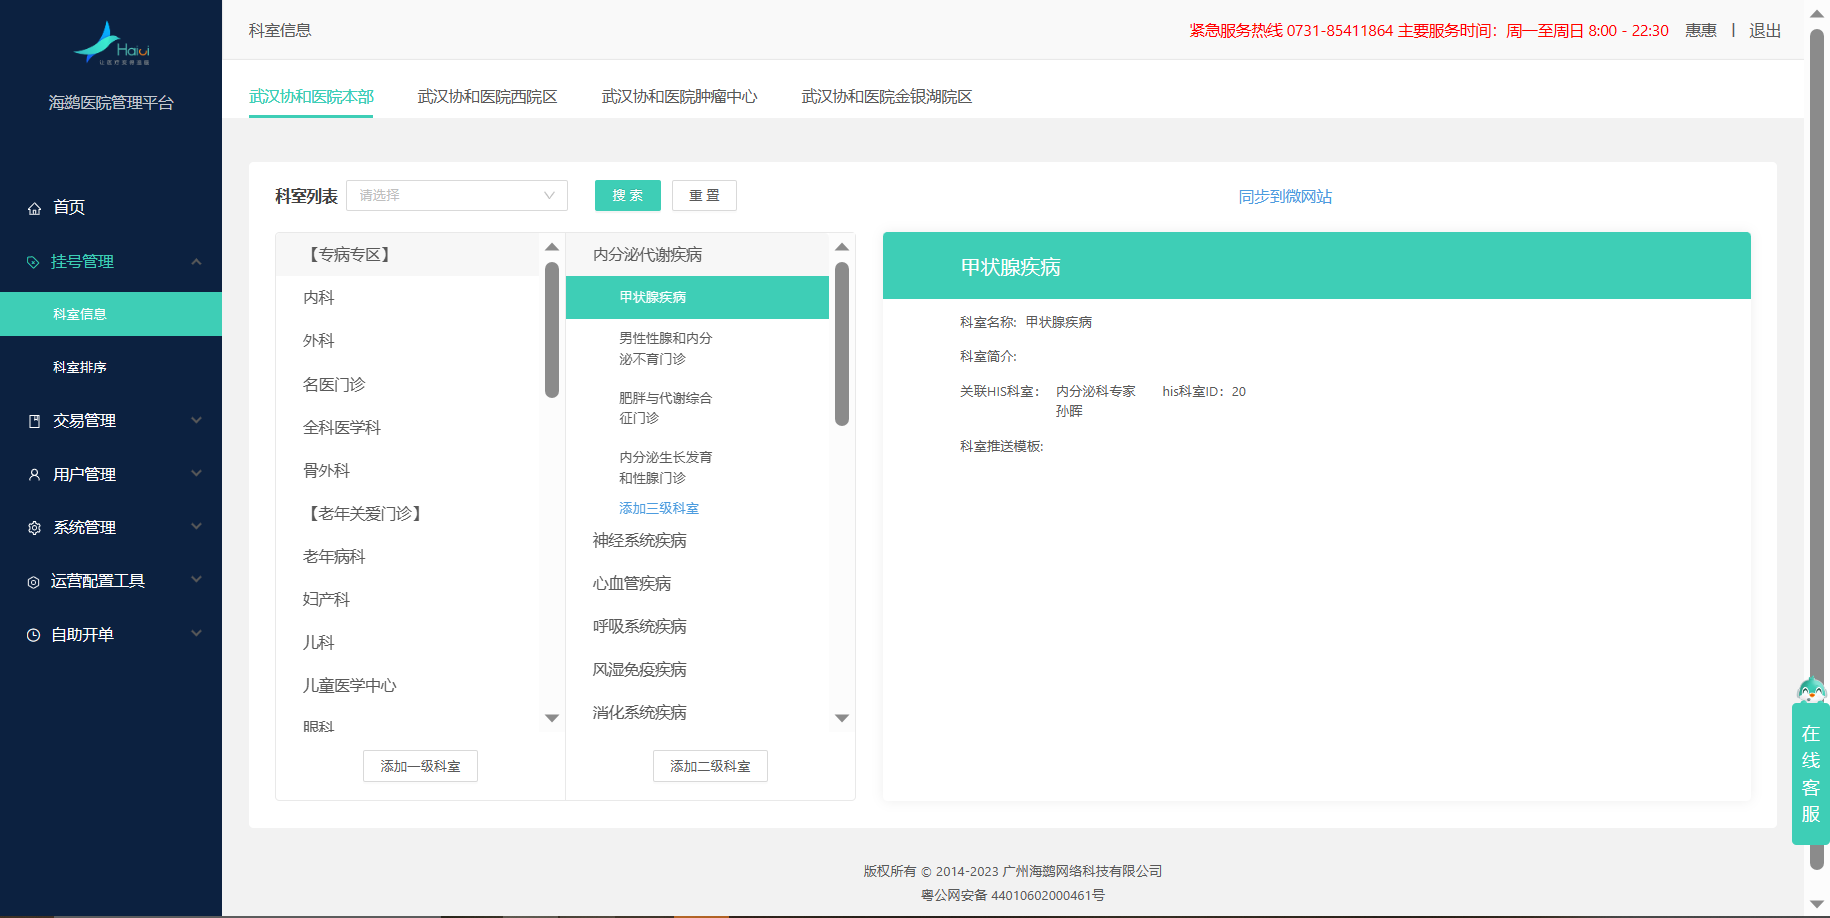 Haiui
让医疗更有温暖
海鹚医院管理平台
首页
挂号管理
科室信息
科室排序
交易管理
用户管理
系统管理
运营配置工具
自助开单
科室信息
紧急服务热线 0731-85411864 主要服务时间：周一至周日 8:00 - 22:30
惠惠 | 退出
武汉协和医院本部
武汉协和医院西院区
武汉协和医院肿瘤中心
武汉协和医院金银湖院区
科室列表
请选择
搜 索
重 置
同步到微网站
【专病专区】
内科
外科
名医门诊
全科医学科
骨外科
【老年关爱门诊】
老年病科
妇产科
儿科
儿童医学中心
眼科
添加一级科室
内分泌代谢疾病
甲状腺疾病
男性性腺和内分
泌不育门诊
肥胖与代谢综合
征门诊
内分泌生长发育
和性腺门诊
添加三级科室
神经系统疾病
心血管疾病
呼吸系统疾病
风湿免疫疾病
消化系统疾病
添加二级科室
甲状腺疾病
科室名称: 甲状腺疾病
科室简介:
关联HIS科室： 内分泌科专家 his科室ID：20
孙晖
科室推送模板:
在
线
客
服
版权所有 © 2014-2023 广州海鹚网络科技有限公司
粤公网安备 44010602000461号